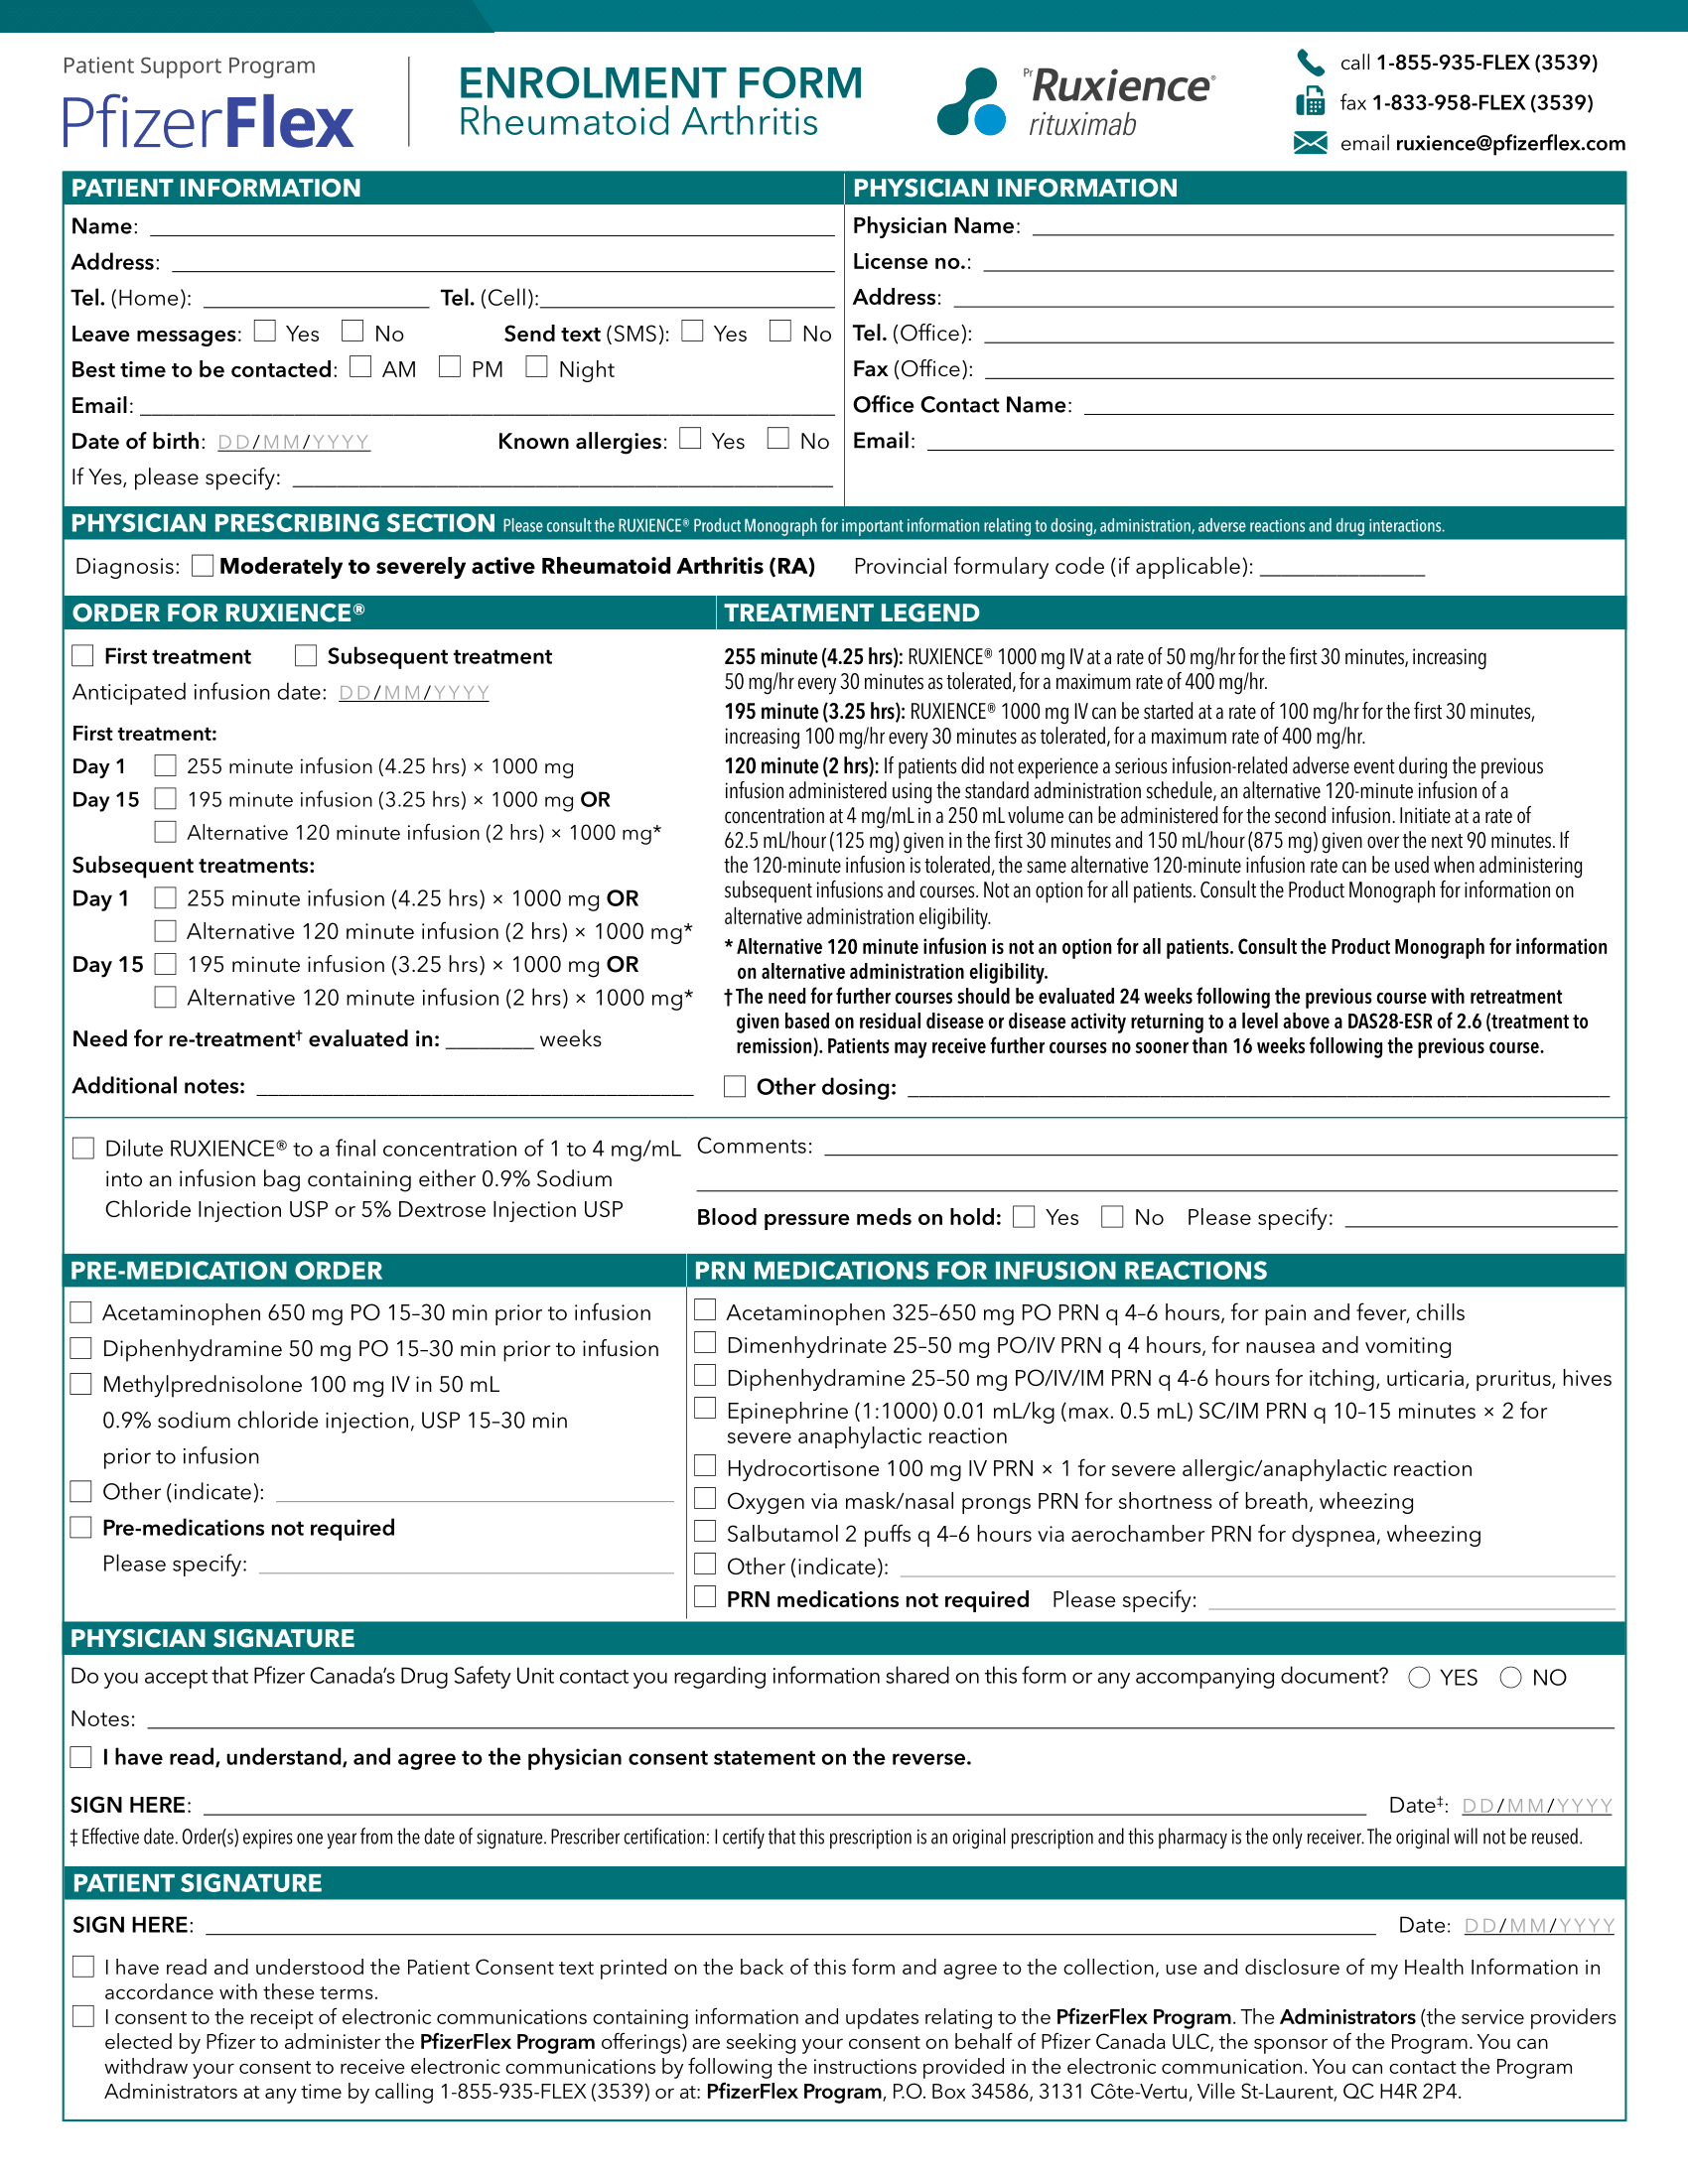 Patient Support Program
PfizerFlex
ENROLMENT FORM
Rheumatoid Arthritis
Pr Ruxience®
rituximab
call 1-855-935-FLEX (3539)
fax 1-833-958-FLEX (3539)
email ruxience@pfizerflex.com
PATIENT INFORMATION
Name:
Address:
Tel. (Home): Tel. (Cell):
Leave messages: Yes No Send text (SMS): Yes No
Best time to be contacted: AM PM Night
Email:
Date of birth: DD/MM/YYYY Known allergies: Yes No
If Yes, please specify:
PHYSICIAN INFORMATION
Physician Name:
License no.:
Address:
Tel. (Office):
Fax (Office):
Office Contact Name:
Email:
PHYSICIAN PRESCRIBING SECTION Please consult the RUXIENCE® Product Monograph for important information relating to dosing, administration, adverse reactions and drug interactions.
Diagnosis: Moderately to severely active Rheumatoid Arthritis (RA) Provincial formulary code (if applicable):
ORDER FOR RUXIENCE®
First treatment Subsequent treatment
Anticipated infusion date: DD/MM/YYYY
First treatment:
Day 1 255 minute infusion (4.25 hrs) × 1000 mg
Day 15 195 minute infusion (3.25 hrs) × 1000 mg OR
Alternative 120 minute infusion (2 hrs) × 1000 mg*
Subsequent treatments:
Day 1 255 minute infusion (4.25 hrs) × 1000 mg OR
Alternative 120 minute infusion (2 hrs) × 1000 mg*
Day 15 195 minute infusion (3.25 hrs) × 1000 mg OR
Alternative 120 minute infusion (2 hrs) × 1000 mg*
Need for re-treatment† evaluated in: ________ weeks
Additional notes:
TREATMENT LEGEND
255 minute (4.25 hrs): RUXIENCE® 1000 mg IV at a rate of 50 mg/hr for the first 30 minutes, increasing
50 mg/hr every 30 minutes as tolerated, for a maximum rate of 400 mg/hr.
195 minute (3.25 hrs): RUXIENCE® 1000 mg IV can be started at a rate of 100 mg/hr for the first 30 minutes,
increasing 100 mg/hr every 30 minutes as tolerated, for a maximum rate of 400 mg/hr.
120 minute (2 hrs): If patients did not experience a serious infusion-related adverse event during the previous
infusion administered using the standard administration schedule, an alternative 120-minute infusion of a
concentration at 4 mg/mL in a 250 mL volume can be administered for the second infusion. Initiate at a rate of
62.5 mL/hour (125 mg) given in the first 30 minutes and 150 mL/hour (875 mg) given over the next 90 minutes. If
the 120-minute infusion is tolerated, the same alternative 120-minute infusion rate can be used when administering
subsequent infusions and courses. Not an option for all patients. Consult the Product Monograph for information on
alternative administration eligibility.
* Alternative 120 minute infusion is not an option for all patients. Consult the Product Monograph for information
on alternative administration eligibility.
† The need for further courses should be evaluated 24 weeks following the previous course with retreatment
given based on residual disease or disease activity returning to a level above a DAS28-ESR of 2.6 (treatment to
remission). Patients may receive further courses no sooner than 16 weeks following the previous course.
Other dosing:
Dilute RUXIENCE® to a final concentration of 1 to 4 mg/mL
into an infusion bag containing either 0.9% Sodium
Chloride Injection USP or 5% Dextrose Injection USP
Comments:
Blood pressure meds on hold: Yes No Please specify:
PRE-MEDICATION ORDER
Acetaminophen 650 mg PO 15–30 min prior to infusion
Diphenhydramine 50 mg PO 15–30 min prior to infusion
Methylprednisolone 100 mg IV in 50 mL
0.9% sodium chloride injection, USP 15–30 min
prior to infusion
Other (indicate):
Pre-medications not required
Please specify:
PRN MEDICATIONS FOR INFUSION REACTIONS
Acetaminophen 325–650 mg PO PRN q 4–6 hours, for pain and fever, chills
Dimenhydrinate 25–50 mg PO/IV PRN q 4 hours, for nausea and vomiting
Diphenhydramine 25–50 mg PO/IV/IM PRN q 4-6 hours for itching, urticaria, pruritus, hives
Epinephrine (1:1000) 0.01 mL/kg (max. 0.5 mL) SC/IM PRN q 10–15 minutes × 2 for
severe anaphylactic reaction
Hydrocortisone 100 mg IV PRN × 1 for severe allergic/anaphylactic reaction
Oxygen via mask/nasal prongs PRN for shortness of breath, wheezing
Salbutamol 2 puffs q 4–6 hours via aerochamber PRN for dyspnea, wheezing
Other (indicate):
PRN medications not required Please specify:
PHYSICIAN SIGNATURE
Do you accept that Pfizer Canada's Drug Safety Unit contact you regarding information shared on this form or any accompanying document? YES NO
Notes:
I have read, understand, and agree to the physician consent statement on the reverse.
SIGN HERE: Date‡: DD/MM/YYYY
‡ Effective date. Order(s) expires one year from the date of signature. Prescriber certification: I certify that this prescription is an original prescription and this pharmacy is the only receiver. The original will not be reused.
PATIENT SIGNATURE
SIGN HERE: Date: DD/MM/YYYY
I have read and understood the Patient Consent text printed on the back of this form and agree to the collection, use and disclosure of my Health Information in
accordance with these terms.
I consent to the receipt of electronic communications containing information and updates relating to the PfizerFlex Program. The Administrators (the service providers
elected by Pfizer to administer the PfizerFlex Program offerings) are seeking your consent on behalf of Pfizer Canada ULC, the sponsor of the Program. You can
withdraw your consent to receive electronic communications by following the instructions provided in the electronic communication. You can contact the Program
Administrators at any time by calling 1-855-935-FLEX (3539) or at: PfizerFlex Program, P.O. Box 34586, 3131 Côte-Vertu, Ville St-Laurent, QC H4R 2P4.